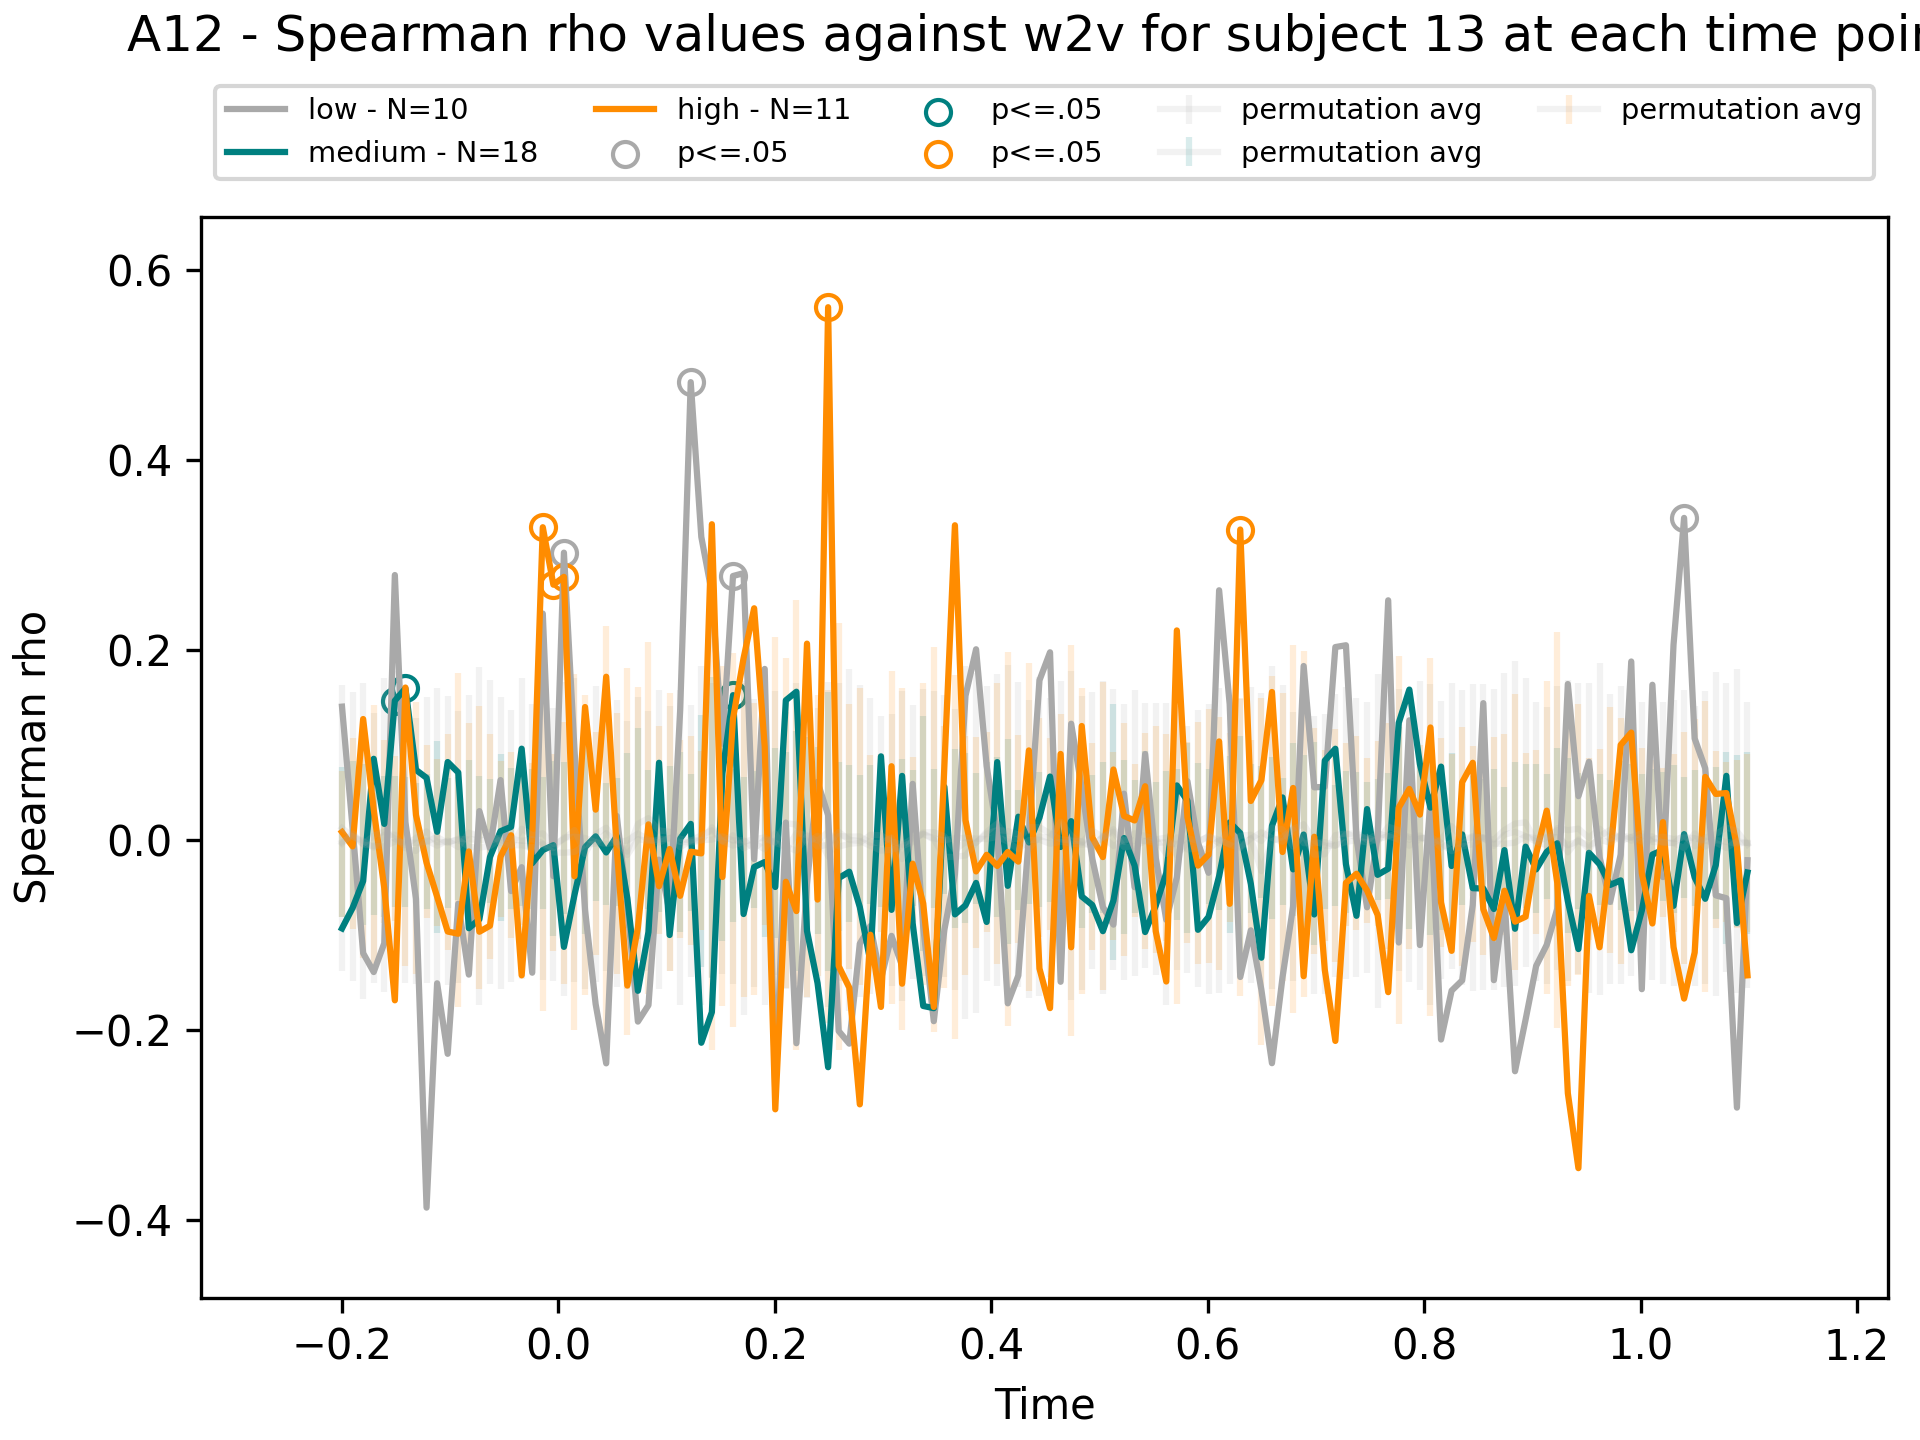 A12 - Spearman rho values against w2v for subject 13 at each time poi
low - N=10 high - N=11 p<=.05 permutation avg permutation avg
medium - N=18 p<=.05 p<=.05 permutation avg
0.6
0.4
0.2
0.0
−0.2
−0.4
Spearman rho
−0.2 0.0 0.2 0.4 0.6 0.8 1.0 1.2
Time